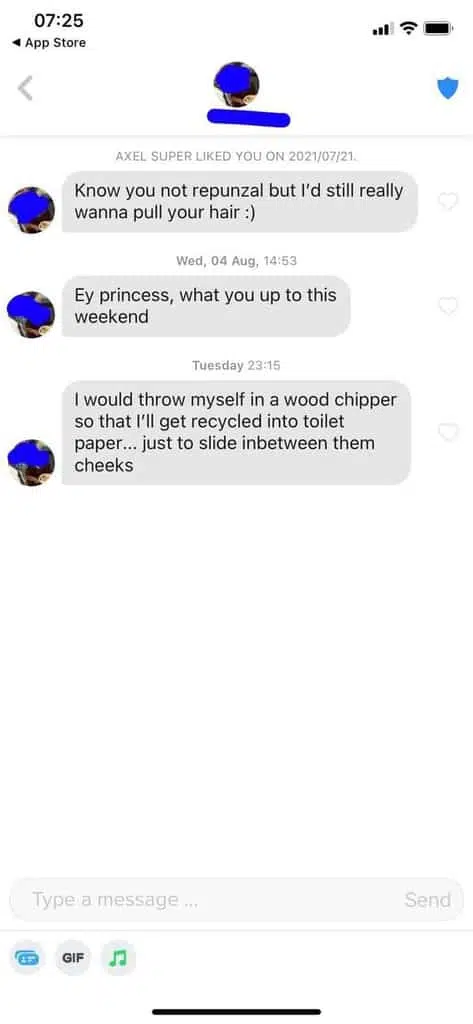 07:25
◀ App Store
AXEL SUPER LIKED YOU ON 2021/07/21.
Know you not repunzal but I'd still really
wanna pull your hair :)
Wed, 04 Aug, 14:53
Ey princess, what you up to this
weekend
Tuesday 23:15
I would throw myself in a wood chipper
so that I'll get recycled into toilet
paper... just to slide inbetween them
cheeks
Type a message ...
Send
GIF